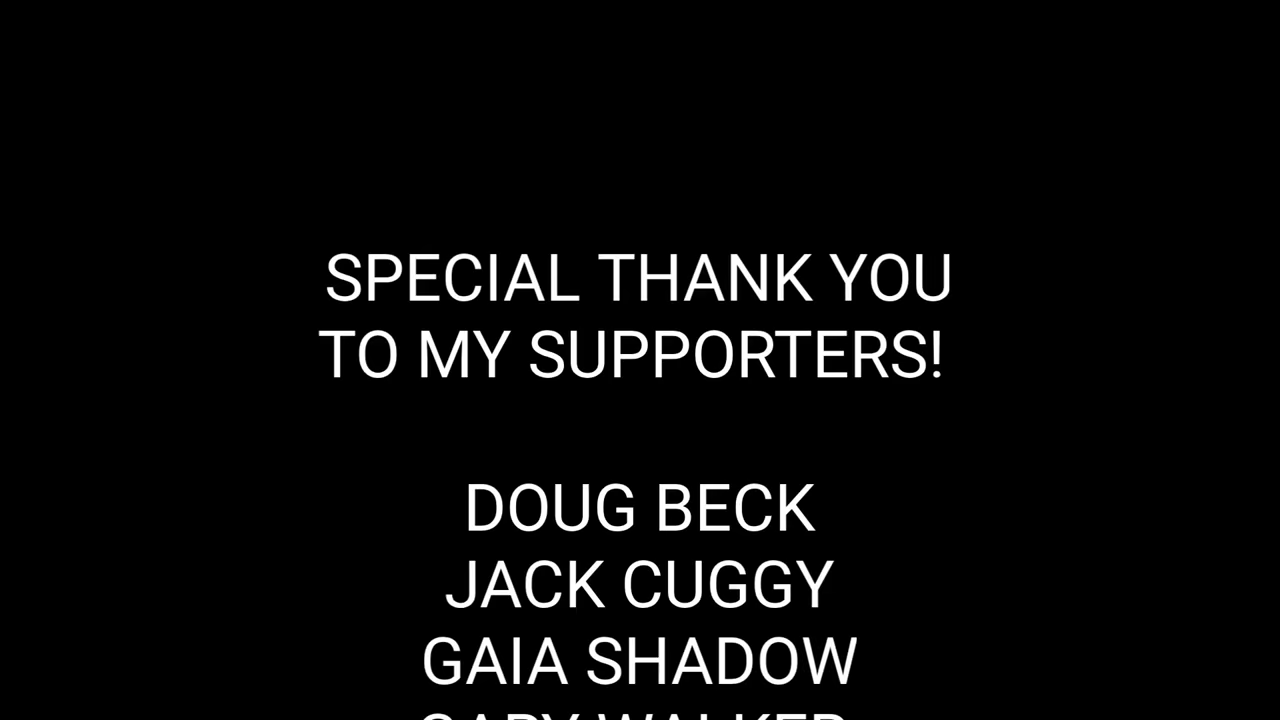 SPECIAL THANK YOU
TO MY SUPPORTERS!
DOUG BECK
JACK CUGGY
GAIA SHADOW